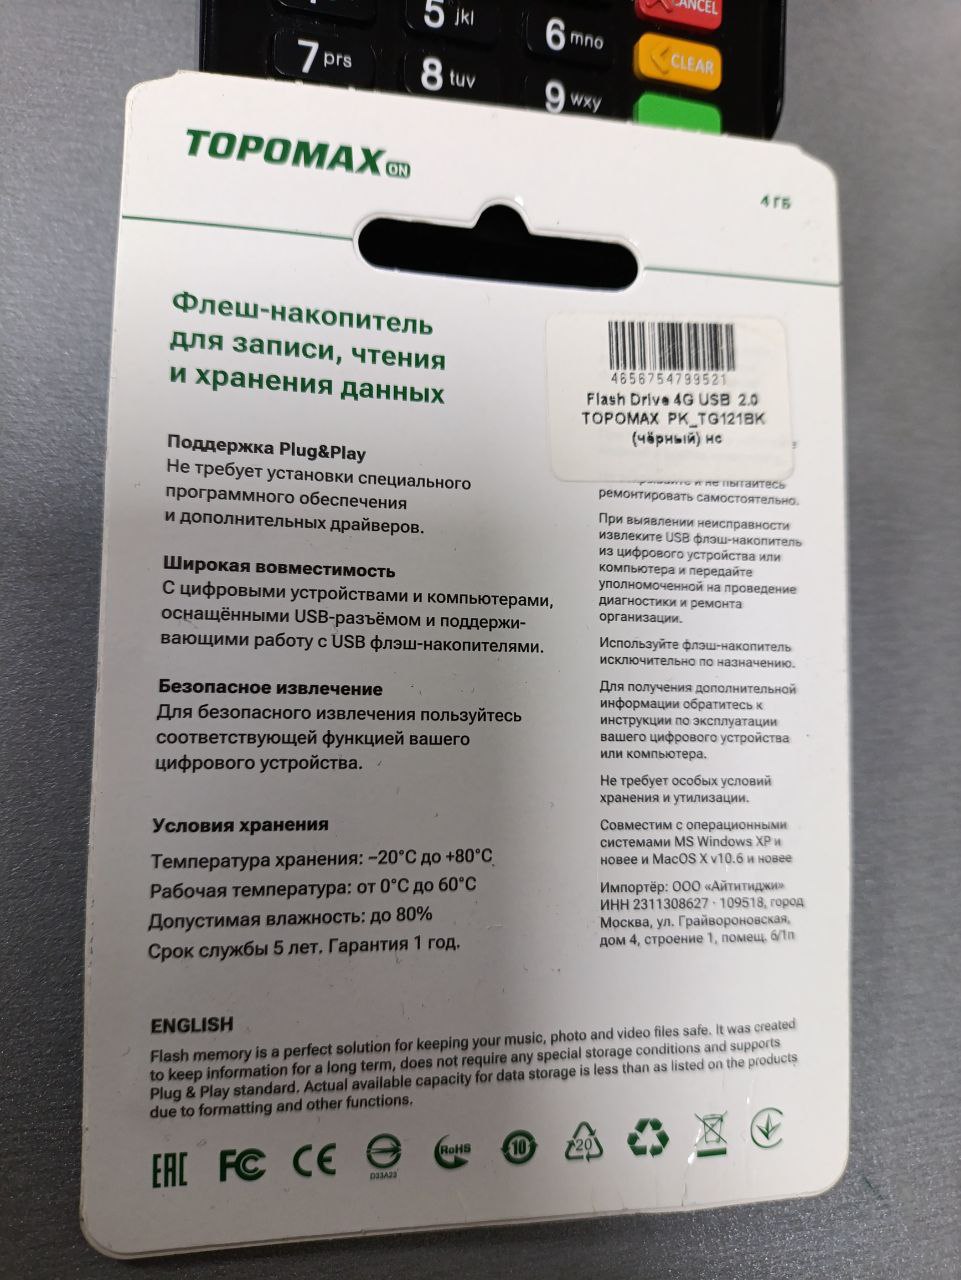 CANCEL
5 jkl
6 mno
CLEAR
7 prs
8 tuv
9 wxy
TOPOMAX ON
4 ГБ
Флеш-накопитель
для записи, чтения
и хранения данных
Поддержка Plug&Play
Не требует установки специального
программного обеспечения
и дополнительных драйверов.
Широкая вовместимость
С цифровыми устройствами и компьютерами,
оснащёнными USB-разъёмом и поддержи-
вающими работу с USB флэш-накопителями.
Безопасное извлечение
Для безопасного извлечения пользуйтесь
соответствующей функцией вашего
цифрового устройства.
Условия хранения
Температура хранения: –20°C до +80°C
Рабочая температура: от 0°C до 60°C
Допустимая влажность: до 80%
Срок службы 5 лет. Гарантия 1 год.
4656754799521
Flash Drive 4G USB 2.0
TOPOMAX PK_TG121BK
(чёрный) нс
и не пытайтесь
ремонтировать самостоятельно.
При выявлении неисправности
извлеките USB флэш-накопитель
из цифрового устройства или
компьютера и передайте
уполномоченной на проведение
диагностики и ремонта
организации.
Используйте флэш-накопитель
исключительно по назначению.
Для получения дополнительной
информации обратитесь к
инструкции по эксплуатации
вашего цифрового устройства
или компьютера.
Не требует особых условий
хранения и утилизации.
Совместим с операционными
системами MS Windows XP и
новее и MacOS X v10.6 и новее
Импортёр: ООО «Айтитиджи»
ИНН 2311308627 · 109518, город
Москва, ул. Грайвороновская,
дом 4, строение 1, помещ. 6/1п
ENGLISH
Flash memory is a perfect solution for keeping your music, photo and video files safe. It was created
to keep information for a long term, does not require any special storage conditions and supports
Plug & Play standard. Actual available capacity for data storage is less than as listed on the products
due to formatting and other functions.
EAC FC CE D33A23 RoHS 10 20